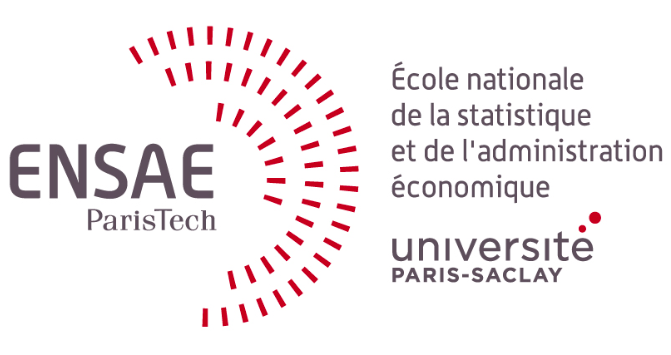 ENSAE
ParisTech
École nationale
de la statistique
et de l'administration
économique
université
PARIS-SACLAY